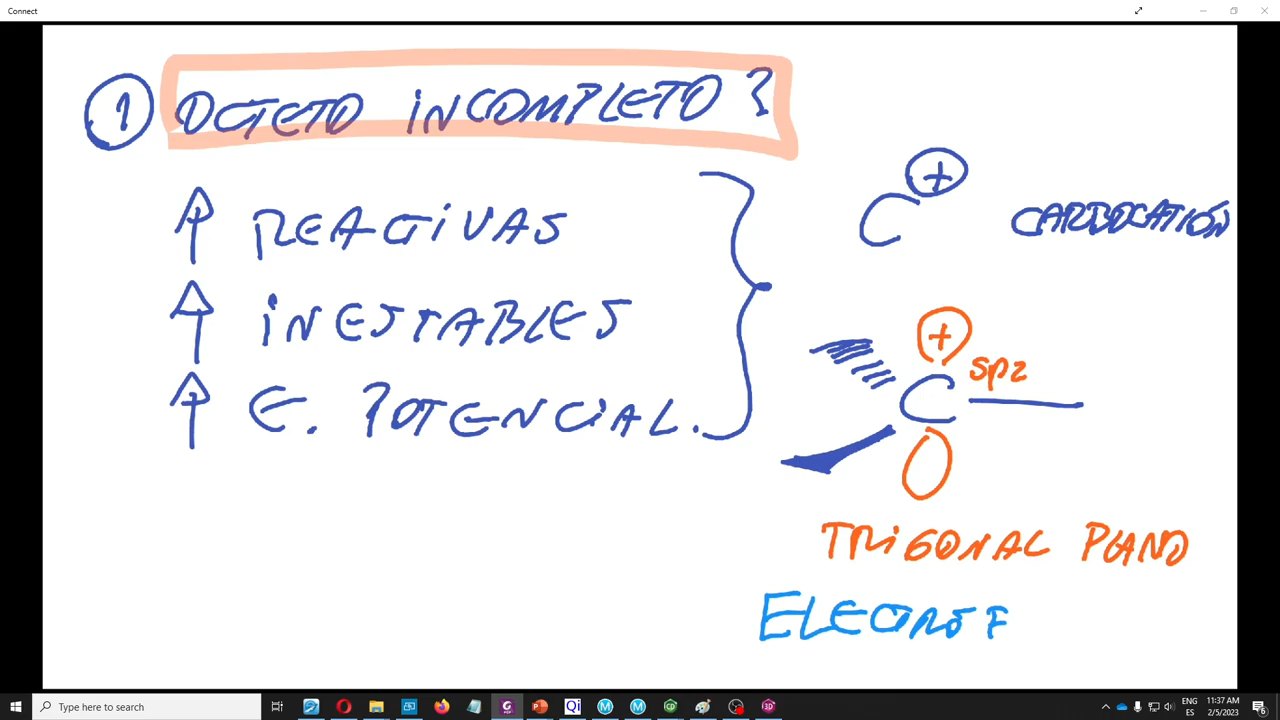 Connect
1 OCTETO INCOMPLETO?
↑ REACTIVAS
↑ INESTABLES
↑ E. POTENCIAL.
C + CARBOCATIÓN
+
C sp2
TRIGONAL PLANO
ELECTROF
Type here to search
ENG
ES
11:37 AM
2/5/2023
6